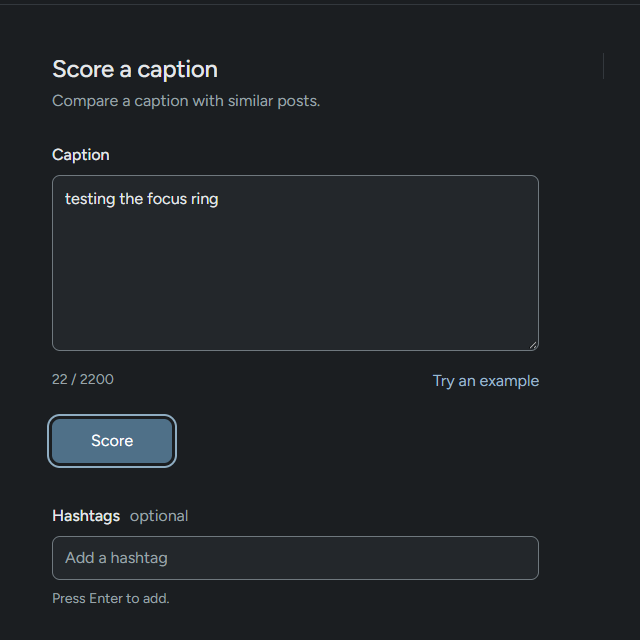 Score a caption
Compare a caption with similar posts.
Caption
testing the focus ring
22 / 2200
Try an example
Score
Hashtags optional
Add a hashtag
Press Enter to add.